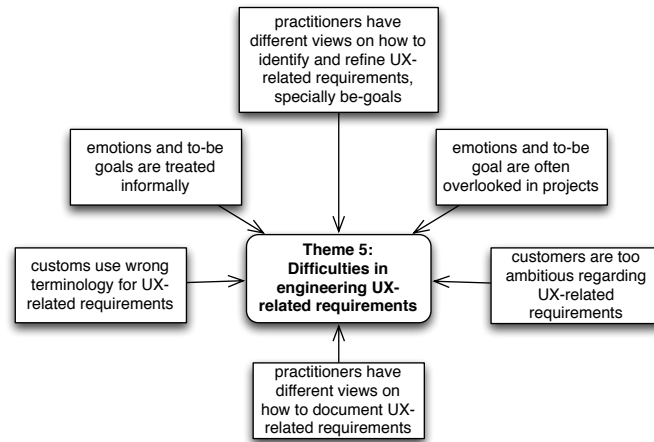 practitioners have
different views on how to
identify and refine UX-
related requirements,
specially be-goals
emotions and to-be
goals are treated
informally
emotions and to-be
goal are often
overlooked in projects
Theme 5:
Difficulties in
engineering UX-
related requirements
customs use wrong
terminology for UX-
related requirements
customers are too
ambitious regarding
UX-related
requirements
practitioners have
different views on
how to document UX-
related requirements